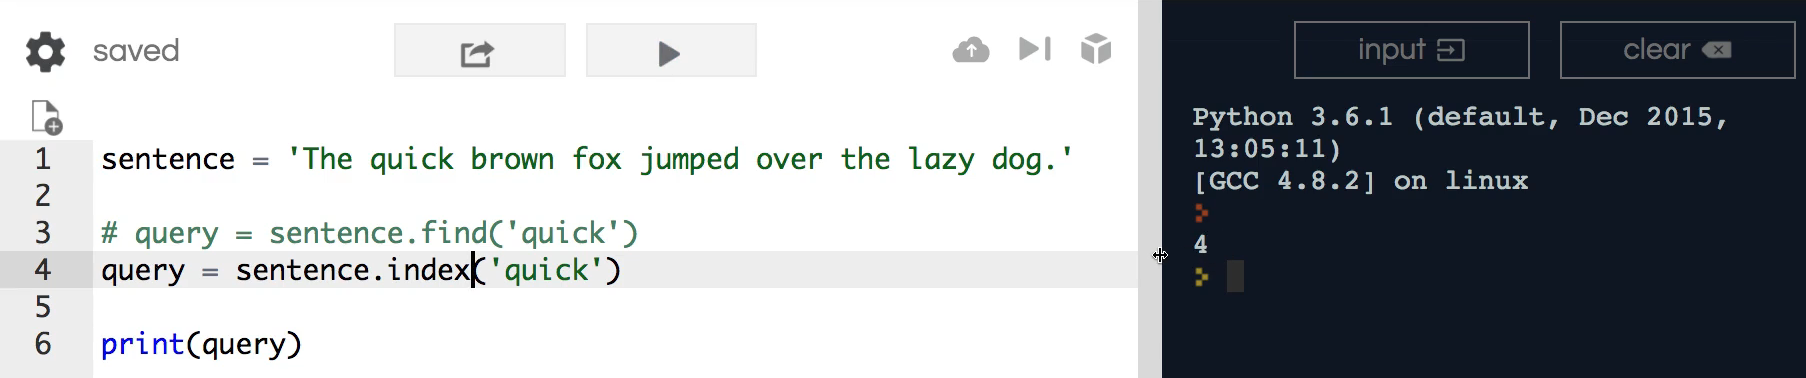 saved
input
clear
1 sentence = 'The quick brown fox jumped over the lazy dog.'
2
3 # query = sentence.find('quick')
4 query = sentence.index('quick')
5
6 print(query)
Python 3.6.1 (default, Dec 2015,
13:05:11)
[GCC 4.8.2] on linux
4